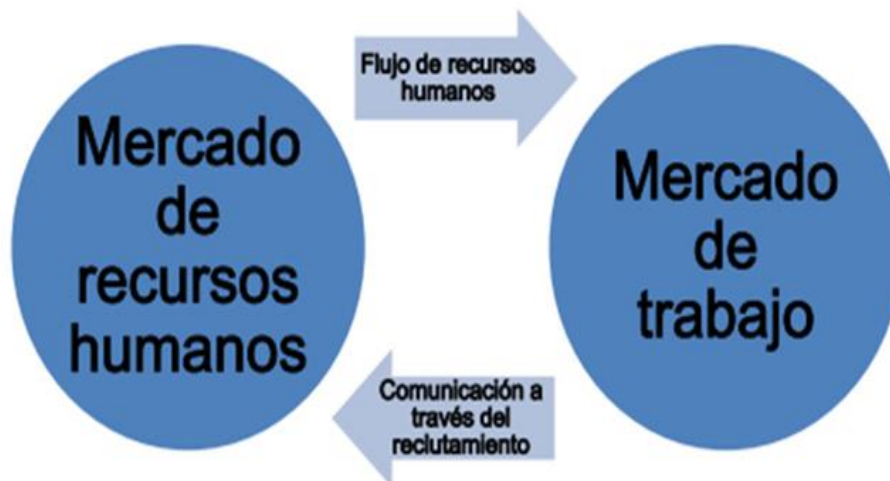 Mercado
de
recursos
humanos
Flujo de recursos
humanos
Mercado
de
trabajo
Comunicación a
través del
reclutamiento